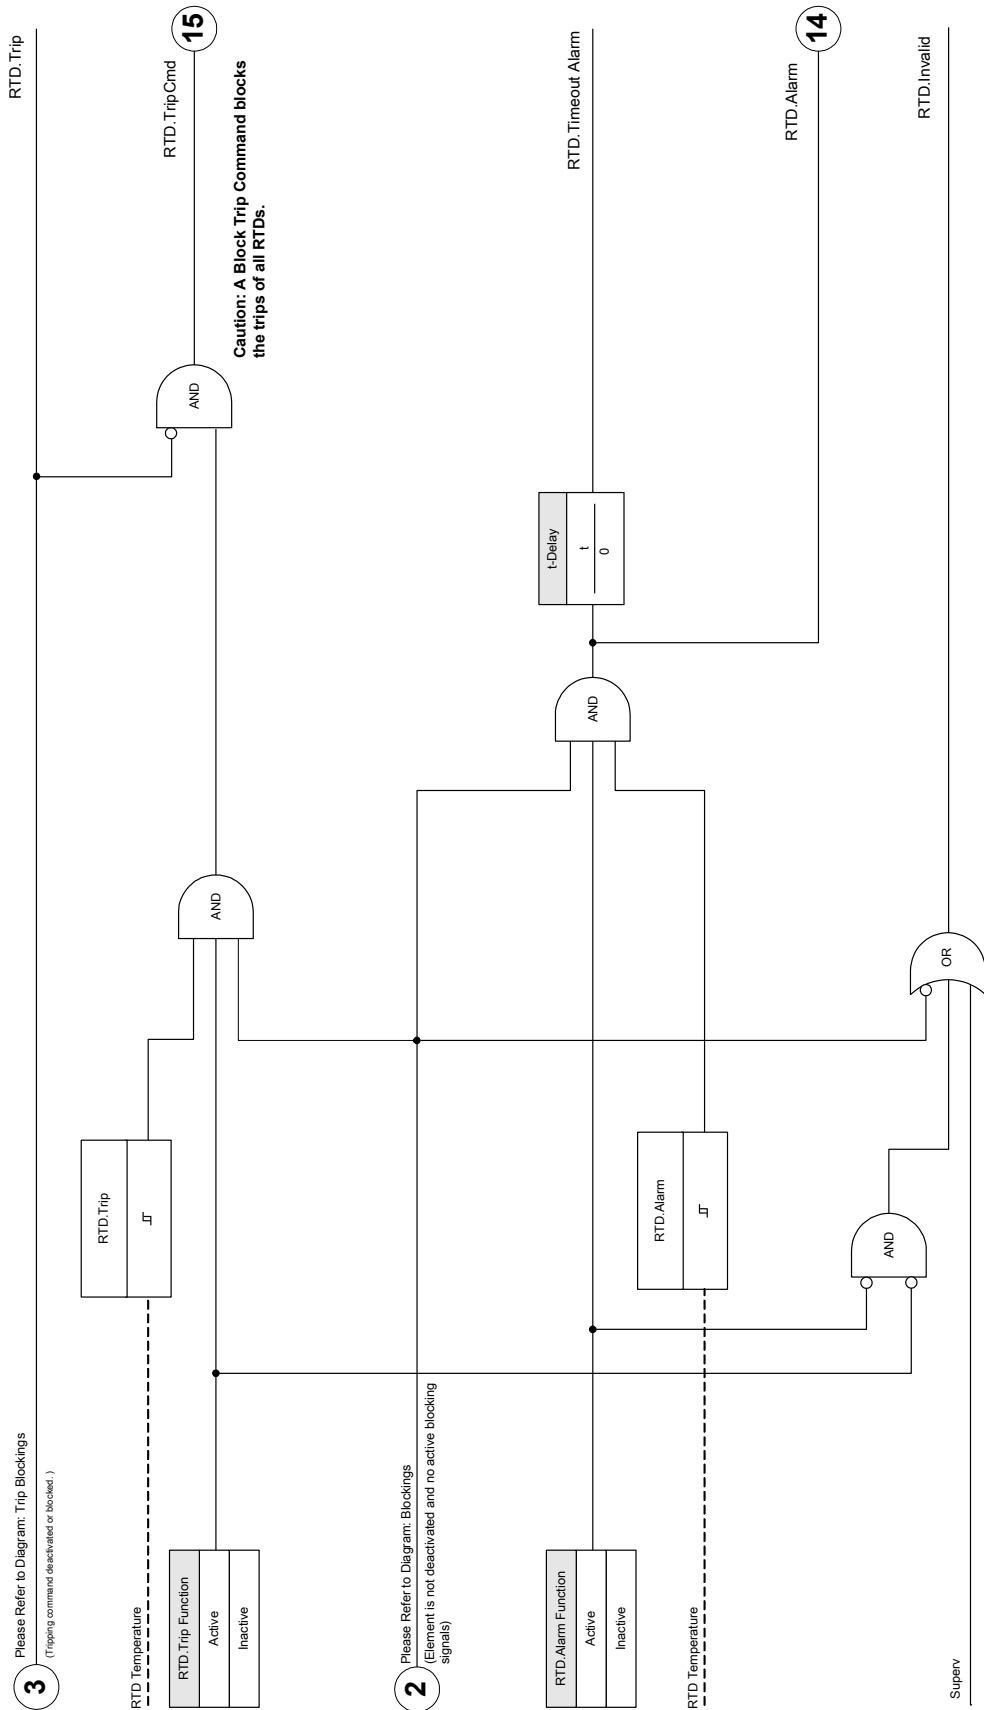 3
Please Refer to Diagram: Trip Blockings
(Tripping command deactivated or blocked. )
RTD.Trip
RTD Temperature
RTD.Trip
RTD.Trip Function
Active
Inactive
AND
AND
RTD.TripCmd
15
Caution: A Block Trip Command blocks
the trips of all RTDs.
2
Please Refer to Diagram: Blockings
(Element is not deactivated and no active blocking
signals)
RTD.Alarm Function
Active
Inactive
AND
t-Delay
t
0
RTD.Timeout Alarm
RTD Temperature
RTD.Alarm
RTD.Alarm
14
AND
OR
RTD.Invalid
Superv